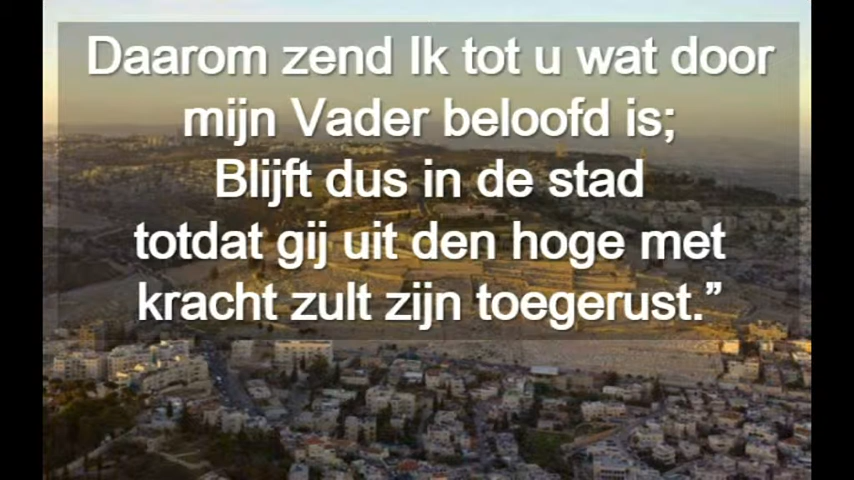 Daarom zend Ik tot u wat door
mijn Vader beloofd is;
Blijft dus in de stad
totdat gij uit den hoge met
kracht zult zijn toegerust.”